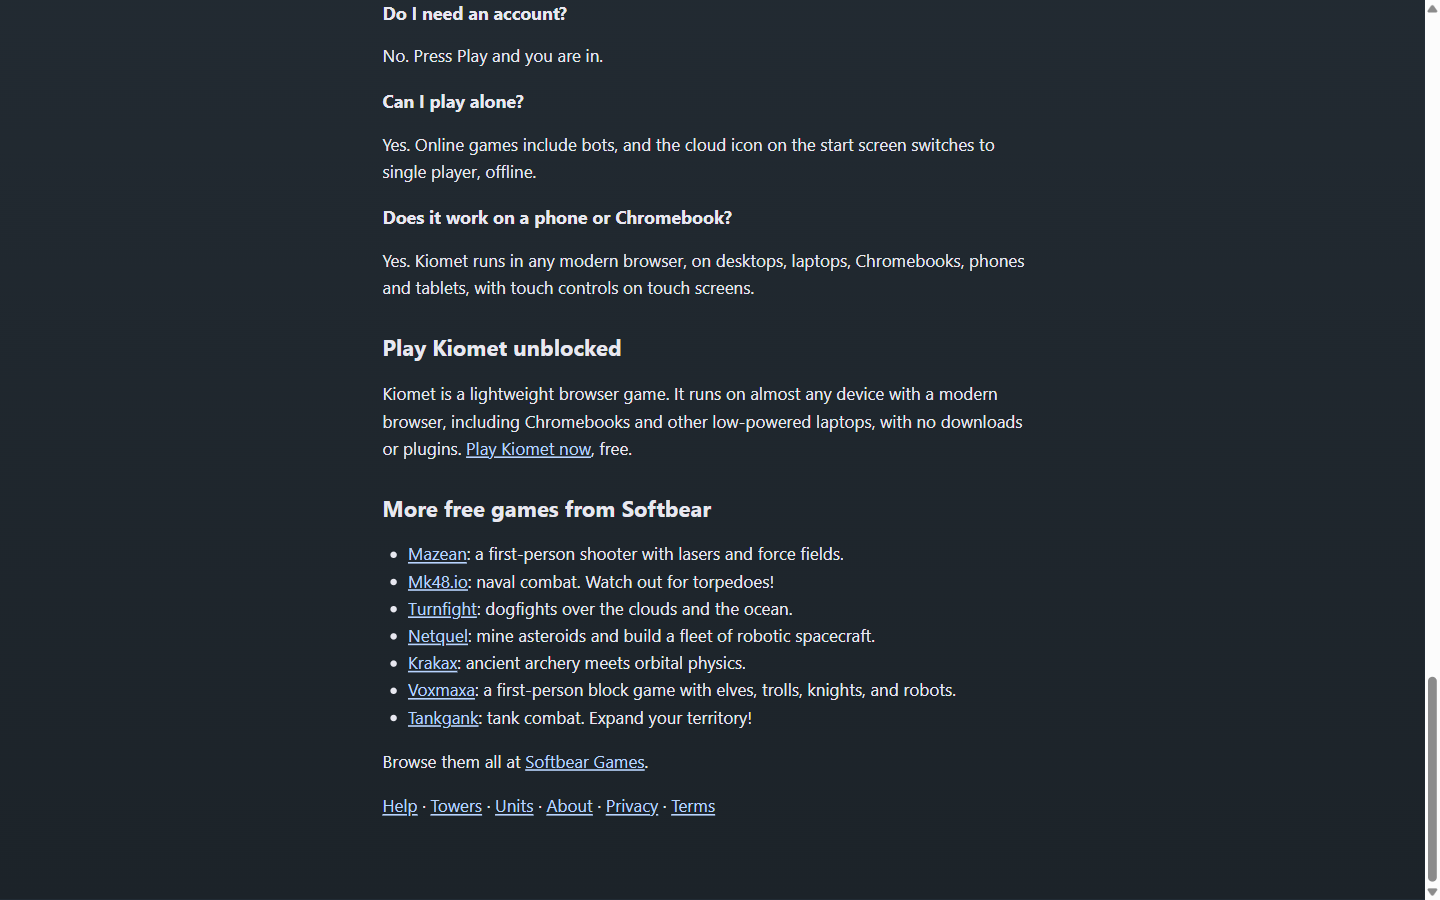 Do I need an account?
No. Press Play and you are in.
Can I play alone?
Yes. Online games include bots, and the cloud icon on the start screen switches to
single player, offline.
Does it work on a phone or Chromebook?
Yes. Kiomet runs in any modern browser, on desktops, laptops, Chromebooks, phones
and tablets, with touch controls on touch screens.
Play Kiomet unblocked
Kiomet is a lightweight browser game. It runs on almost any device with a modern
browser, including Chromebooks and other low-powered laptops, with no downloads
or plugins. Play Kiomet now, free.
More free games from Softbear
• Mazean: a first-person shooter with lasers and force fields.
• Mk48.io: naval combat. Watch out for torpedoes!
• Turnfight: dogfights over the clouds and the ocean.
• Netquel: mine asteroids and build a fleet of robotic spacecraft.
• Krakax: ancient archery meets orbital physics.
• Voxmaxa: a first-person block game with elves, trolls, knights, and robots.
• Tankgank: tank combat. Expand your territory!
Browse them all at Softbear Games.
Help · Towers · Units · About · Privacy · Terms